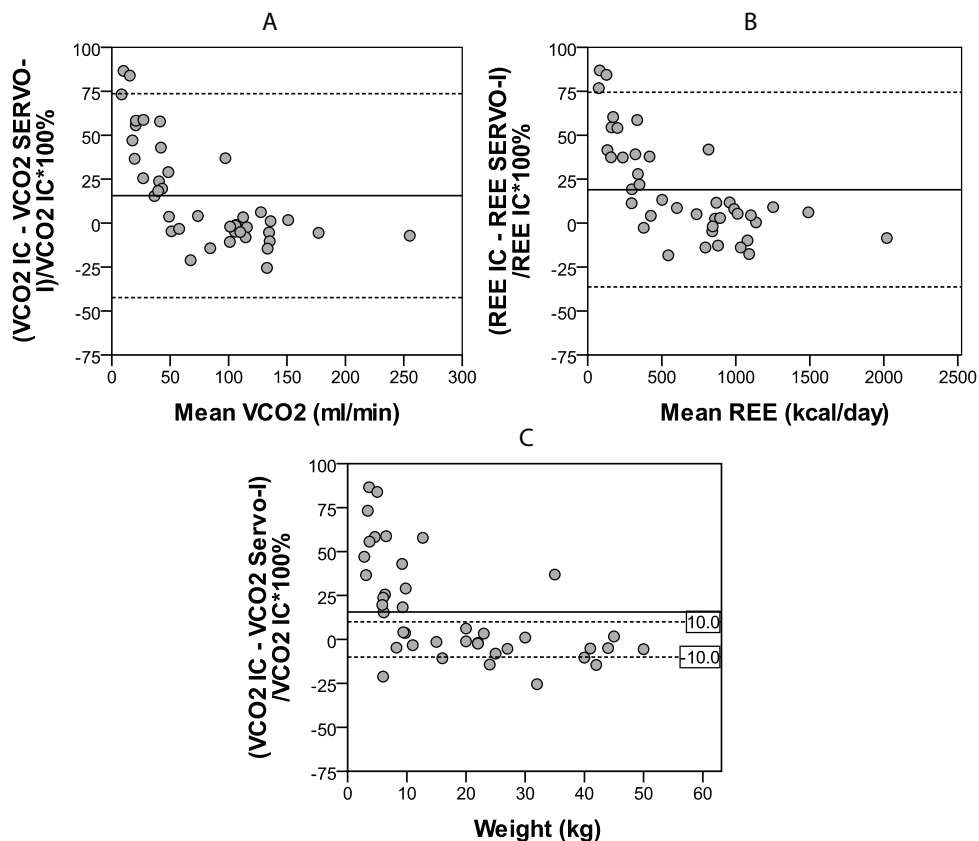 A
(VCO2 IC - VCO2 SERVO-
I)/VCO2 IC*100%
100
75
50
25
0
-25
-50
-75
0 50 100 150 200 250 300
Mean VCO2 (ml/min)
B
(REE IC - REE SERVO-I)
/REE IC*100%
100
75
50
25
0
-25
-50
-75
0 500 1000 1500 2000 2500
Mean REE (kcal/day)
C
(VCO2 IC - VCO2 Servo-I)
/VCO2 IC*100%
100
75
50
25
0
-25
-50
-75
10.0
-10.0
0 10 20 30 40 50 60
Weight (kg)